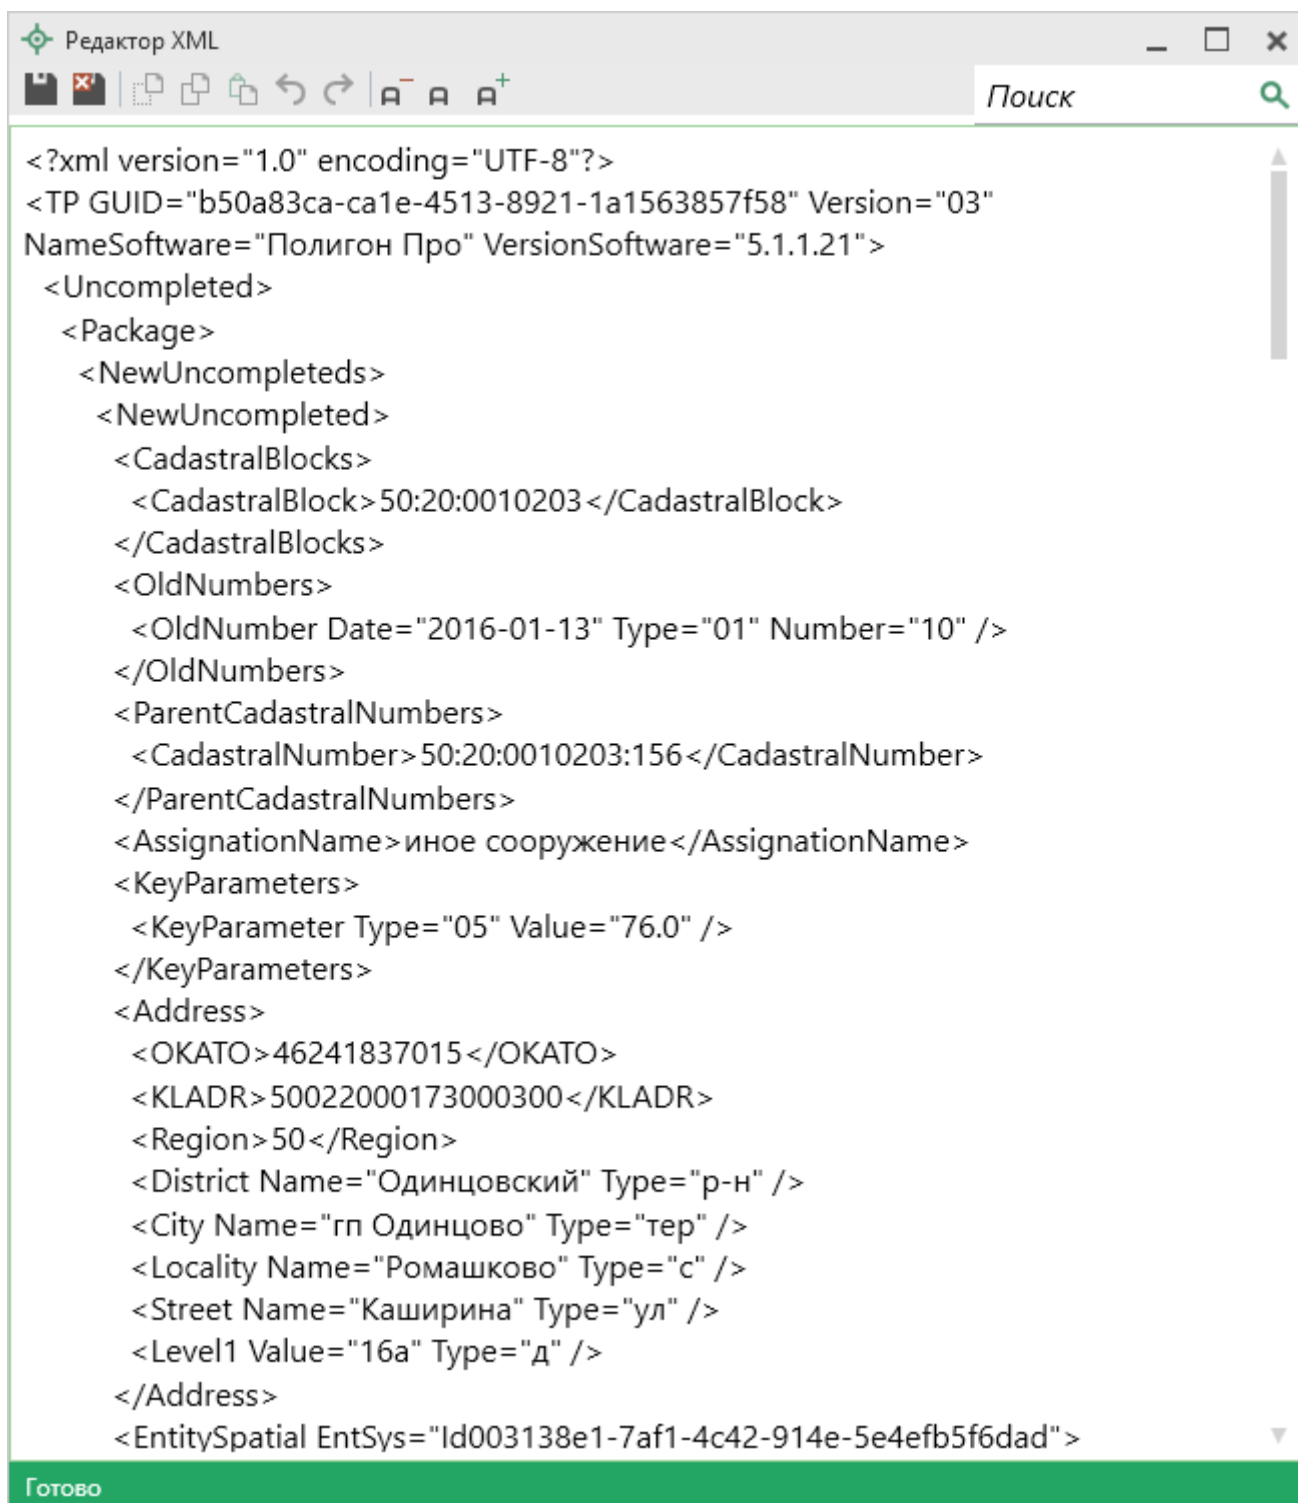 Редактор XML
Поиск
<?xml version="1.0" encoding="UTF-8"?>
<TP GUID="b50a83ca-ca1e-4513-8921-1a1563857f58" Version="03"
NameSoftware="Полигон Про" VersionSoftware="5.1.1.21">
<Uncompleted>
<Package>
<NewUncompleteds>
<NewUncompleted>
<CadastralBlocks>
<CadastralBlock>50:20:0010203</CadastralBlock>
</CadastralBlocks>
<OldNumbers>
<OldNumber Date="2016-01-13" Type="01" Number="10" />
</OldNumbers>
<ParentCadastralNumbers>
<CadastralNumber>50:20:0010203:156</CadastralNumber>
</ParentCadastralNumbers>
<AssignationName>иное сооружение</AssignationName>
<KeyParameters>
<KeyParameter Type="05" Value="76.0" />
</KeyParameters>
<Address>
<OKATO>46241837015</OKATO>
<KLADR>50022000173000300</KLADR>
<Region>50</Region>
<District Name="Одинцовский" Type="р-н" />
<City Name="гп Одинцово" Type="тер" />
<Locality Name="Ромашково" Type="с" />
<Street Name="Каширина" Type="ул" />
<Level1 Value="16а" Type="д" />
</Address>
<EntitySpatial EntSys="Id003138e1-7af1-4c42-914e-5e4efb5f6dad">
Готово